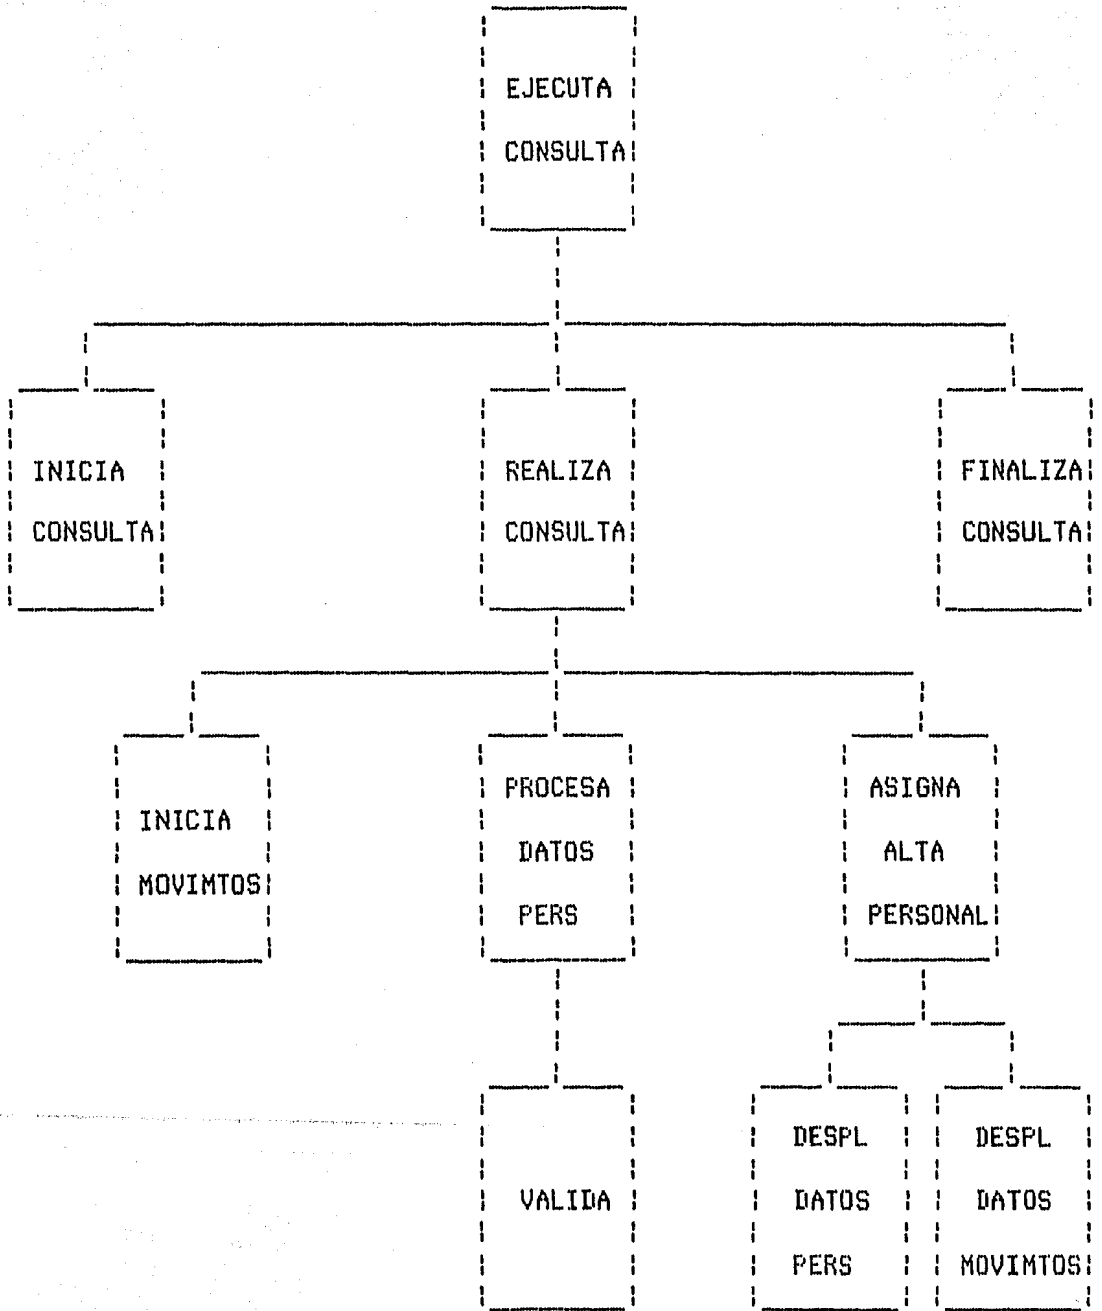 EJECUTA
CONSULTA
INICIA
CONSULTA
REALIZA
CONSULTA
FINALIZA
CONSULTA
INICIA
MOVIMTOS
PROCESA
DATOS
PERS
ASIGNA
ALTA
PERSONAL
VALIDA
DESPL
DATOS
PERS
DESPL
DATOS
MOVIMTOS